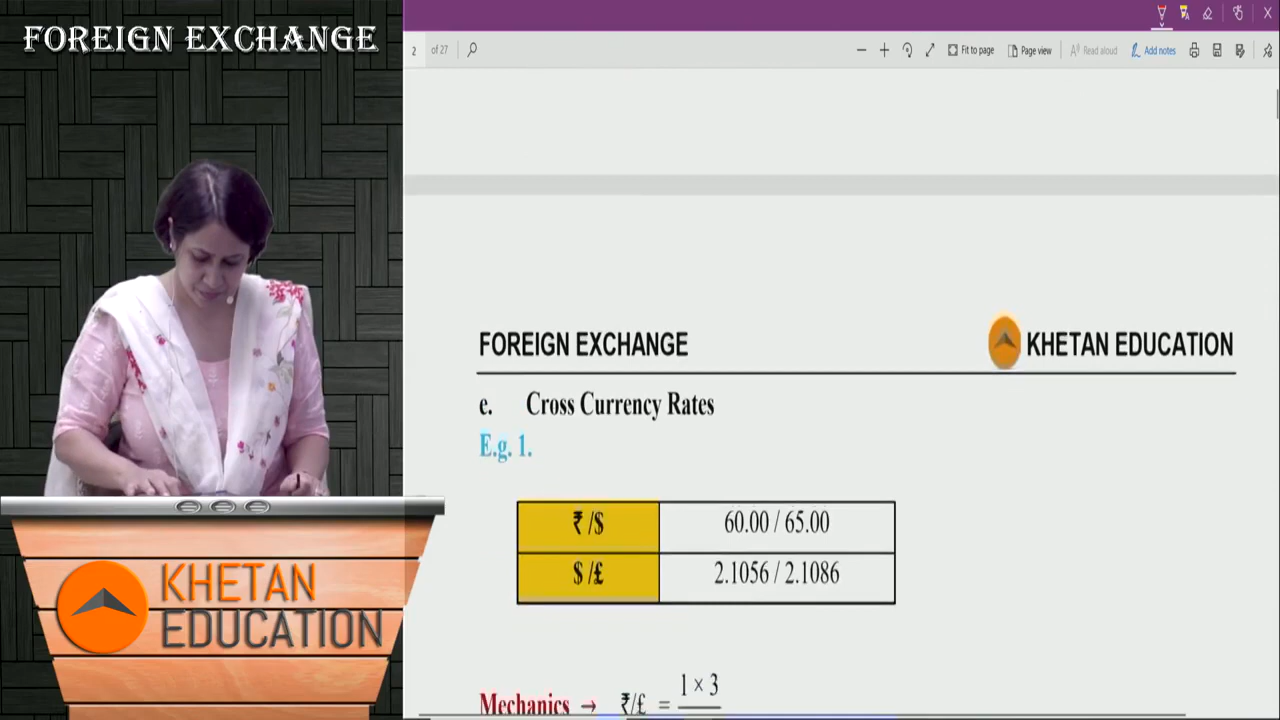 FOREIGN EXCHANGE
2 of 27
Fit to page
Page view
Read aloud
Add notes
FOREIGN EXCHANGE
KHETAN EDUCATION
e. Cross Currency Rates
E.g. 1.
₹ /$ 60.00 / 65.00
$ /£ 2.1056 / 2.1086
Mechanics → ₹/£ = 1 × 3
KHETAN
EDUCATION